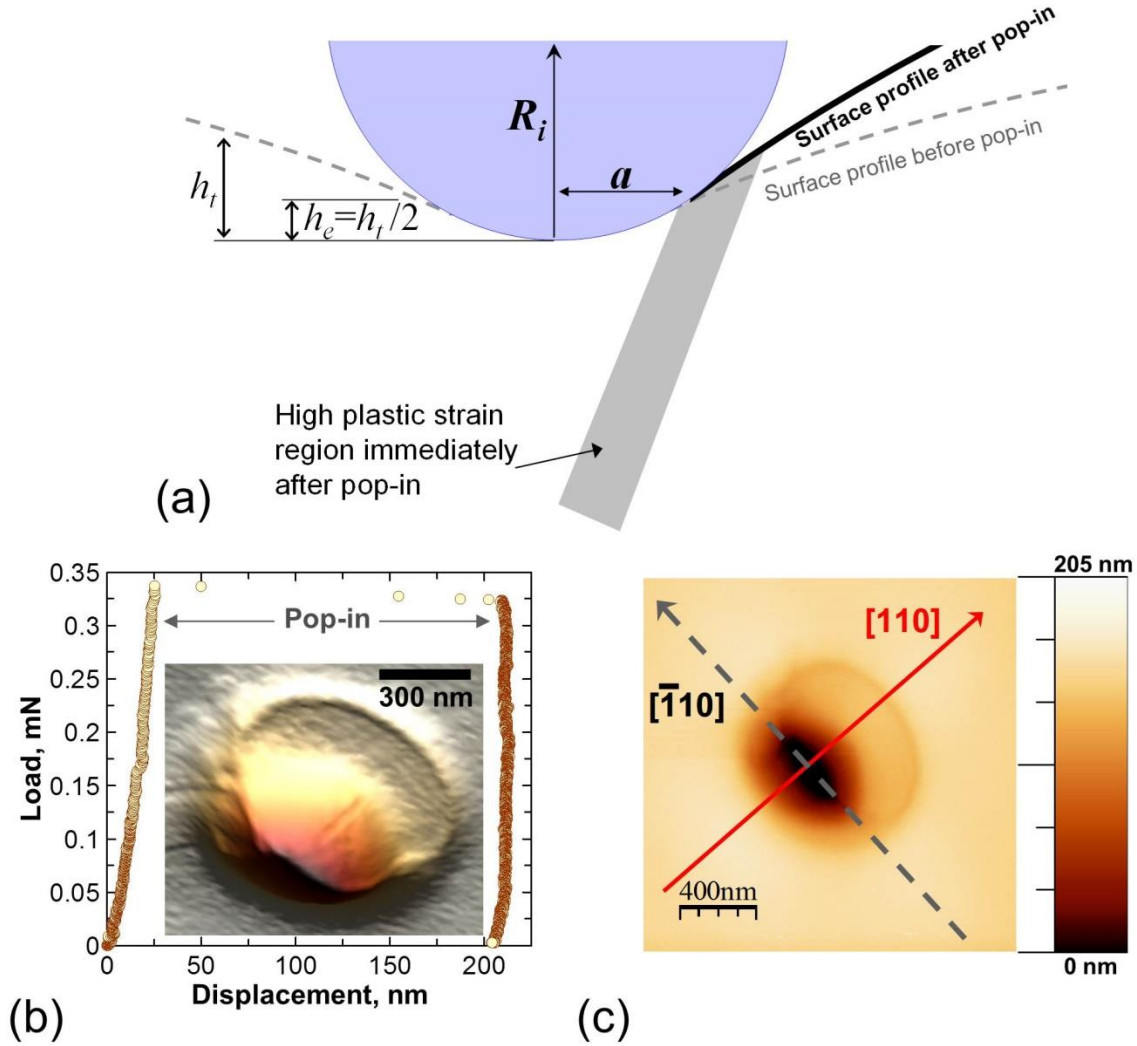 Surface profile after pop-in
Surface profile before pop-in
R_i
a
h_t
h_e=h_t/2
High plastic strain
region immediately
after pop-in
(a)
0.35
0.3
0.25
0.2
0.15
0.1
0.05
0
Load, mN
Pop-in
300 nm
0
50
100
150
200
Displacement, nm
(b)
[110]
[1̄10]
400nm
205 nm
0 nm
(c)